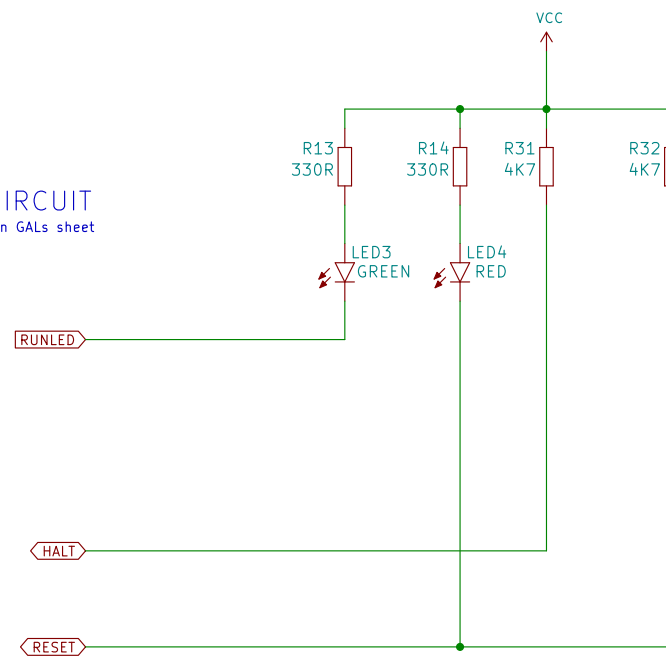 VCC
R13
330R
R14
330R
R31
4K7
R32
4K7
IRCUIT
n GALs sheet
LED3
GREEN
LED4
RED
RUNLED
HALT
RESET